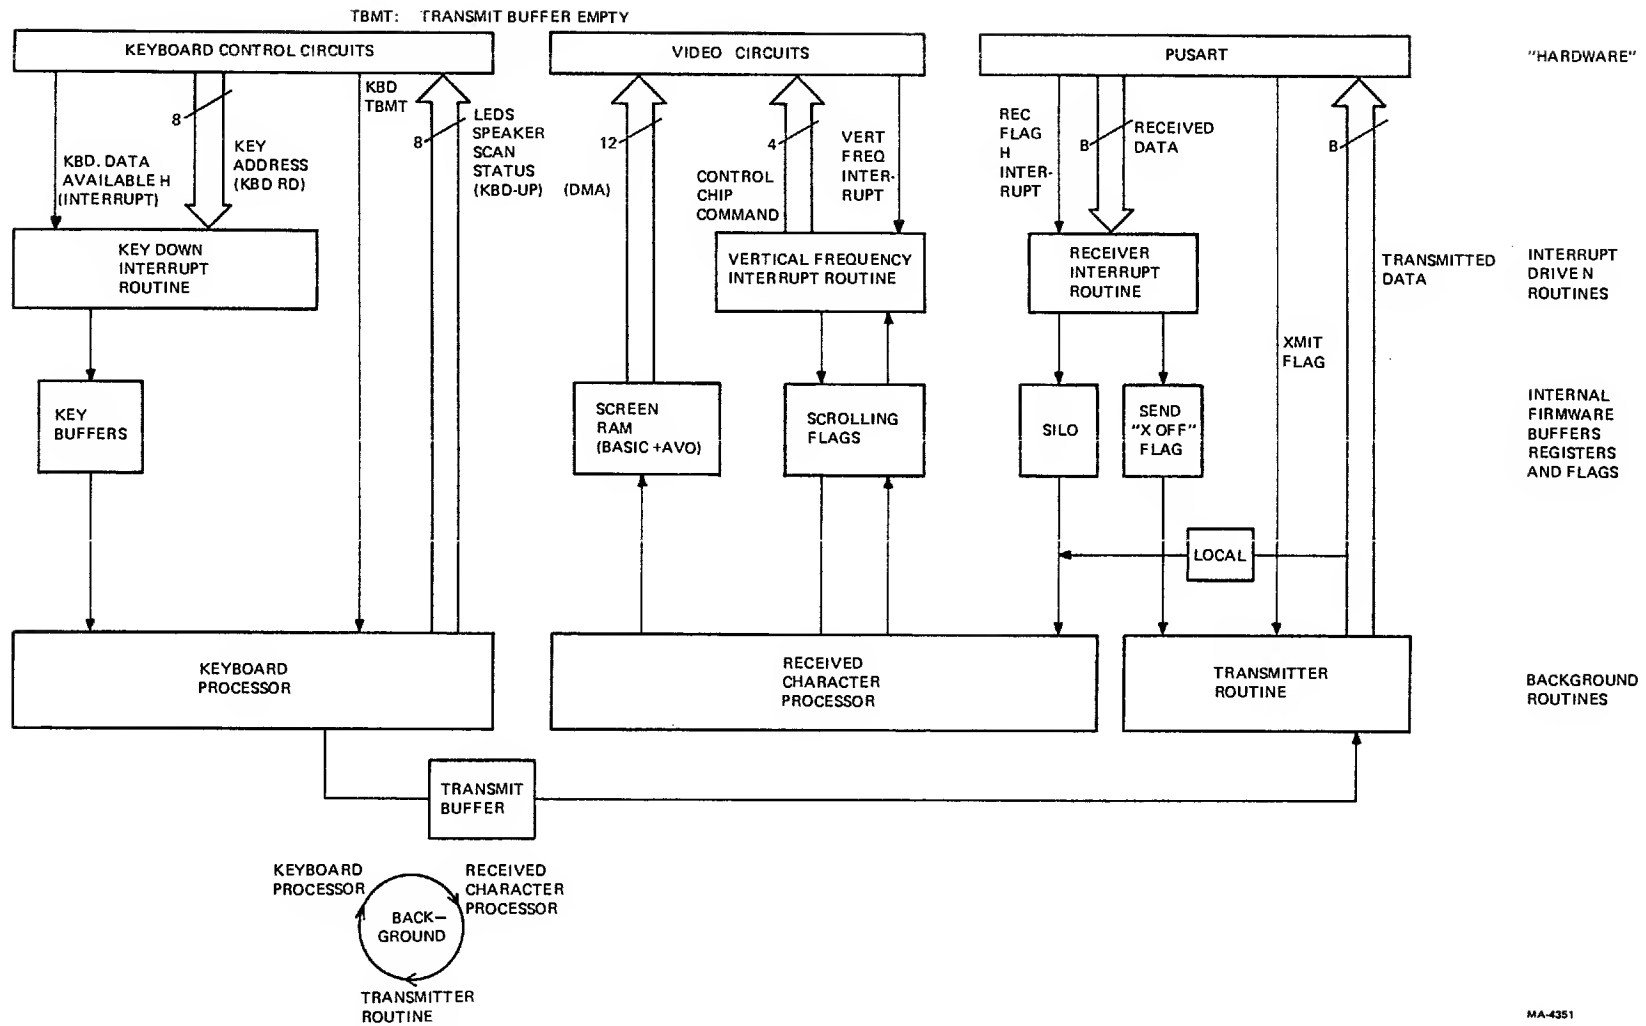 TBMT: TRANSMIT BUFFER EMPTY
KEYBOARD CONTROL CIRCUITS
VIDEO CIRCUITS
PUSART
"HARDWARE"
8
KBD
TBMT
8
LEDS
SPEAKER
SCAN
STATUS
(KBD-UP)
KBD. DATA
AVAILABLE H
(INTERRUPT)
KEY
ADDRESS
(KBD RD)
12
(DMA)
4
CONTROL
CHIP
COMMAND
VERT
FREQ
INTER-
RUPT
REC
FLAG
H
INTER-
RUPT
B
RECEIVED
DATA
B
KEY DOWN
INTERRUPT
ROUTINE
VERTICAL FREQUENCY
INTERRUPT ROUTINE
RECEIVER
INTERRUPT
ROUTINE
TRANSMITTED
DATA
INTERRUPT
DRIVEN
ROUTINES
XMIT
FLAG
KEY
BUFFERS
SCREEN
RAM
(BASIC +AVO)
SCROLLING
FLAGS
SILO
SEND
"X OFF"
FLAG
INTERNAL
FIRMWARE
BUFFERS
REGISTERS
AND FLAGS
LOCAL
KEYBOARD
PROCESSOR
RECEIVED
CHARACTER
PROCESSOR
TRANSMITTER
ROUTINE
BACKGROUND
ROUTINES
TRANSMIT
BUFFER
KEYBOARD
PROCESSOR
RECEIVED
CHARACTER
PROCESSOR
BACK-
GROUND
TRANSMITTER
ROUTINE
MA-4351